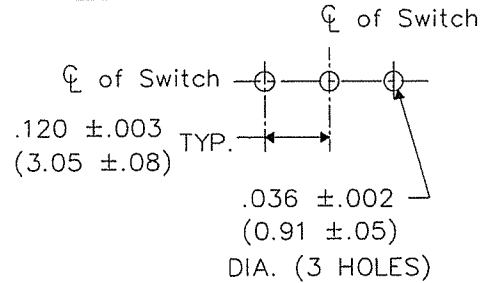 ℄ of Switch
℄ of Switch
.120 ±.003
(3.05 ±.08)
TYP.
.036 ±.002
(0.91 ±.05)
DIA. (3 HOLES)